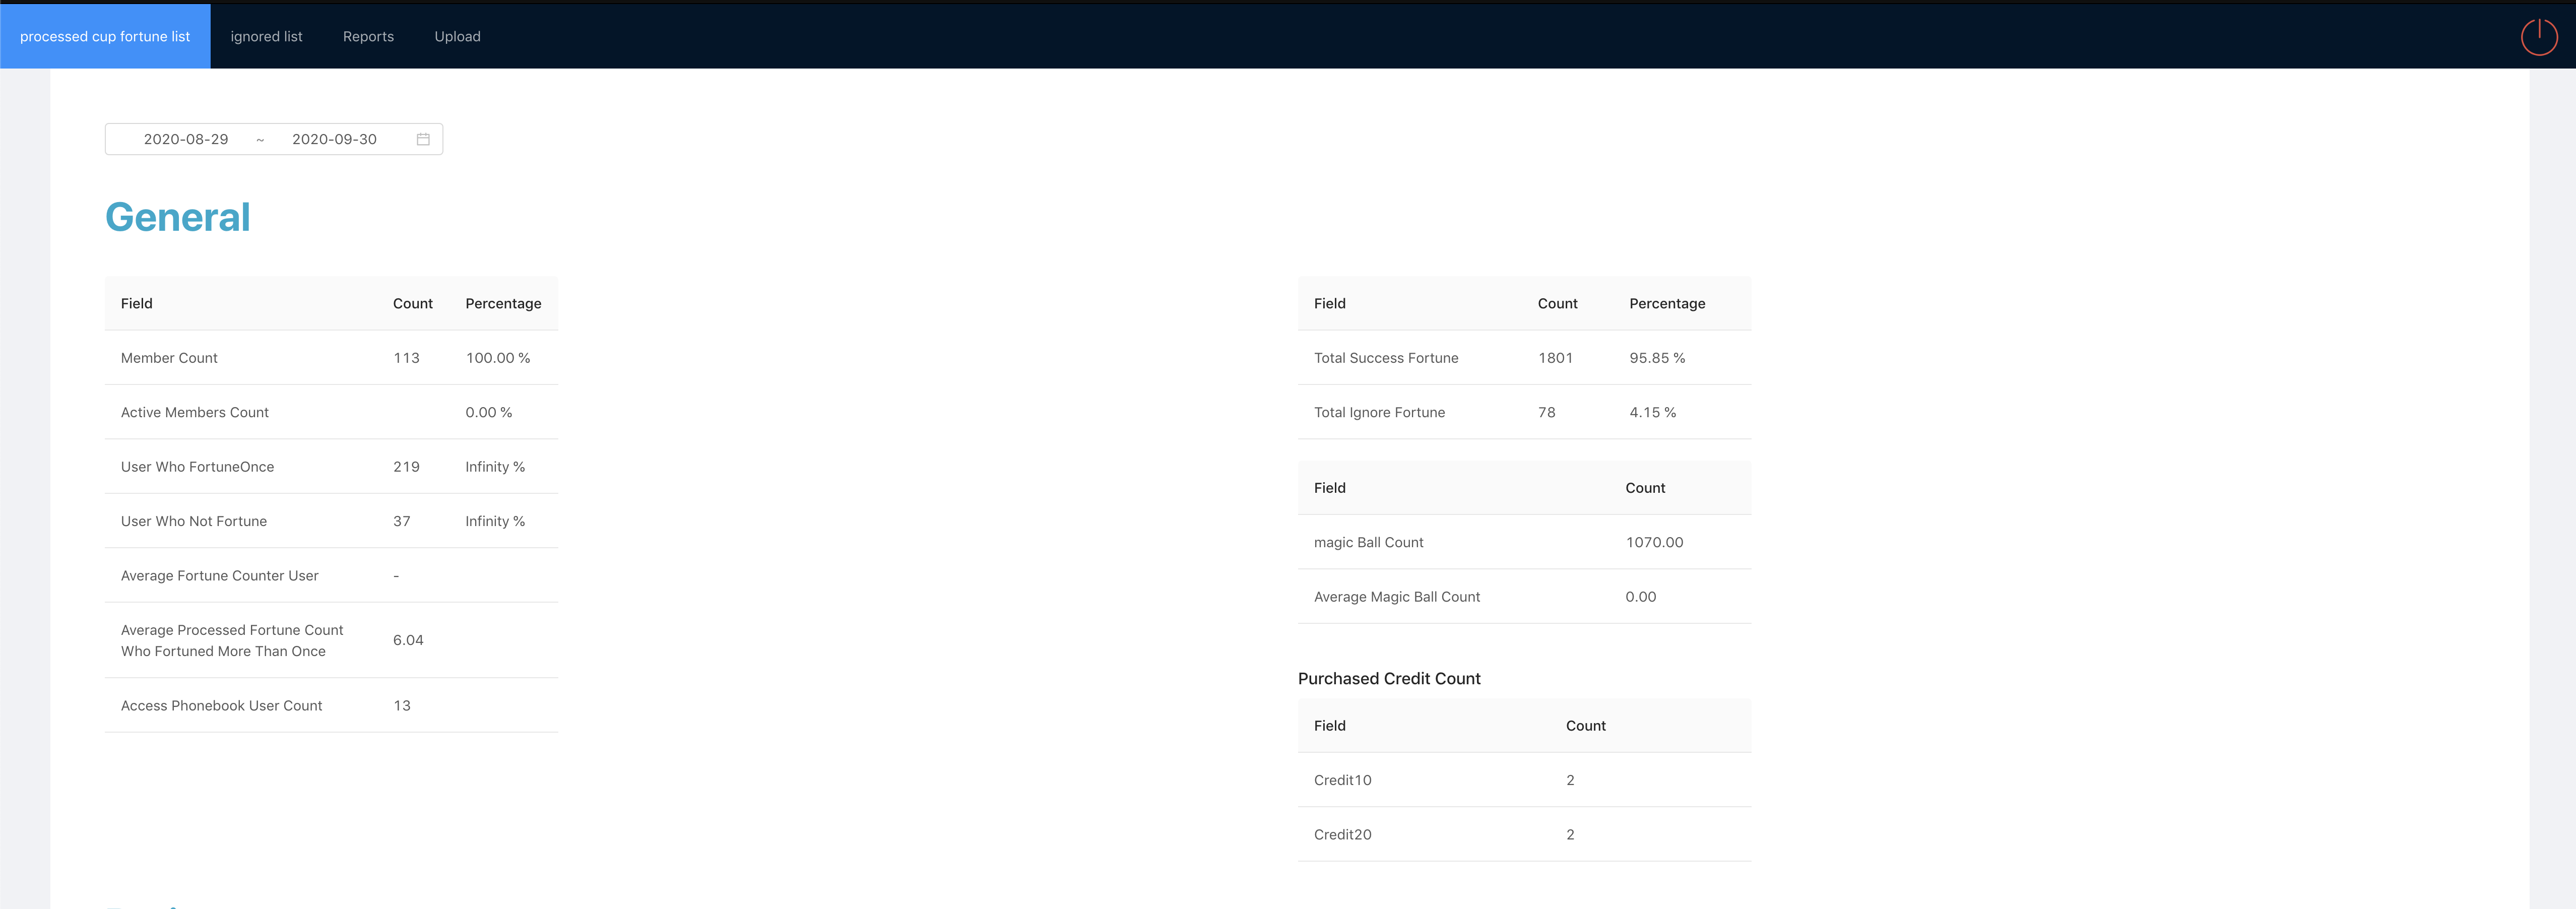 processed cup fortune list ignored list Reports Upload
2020-08-29 ~ 2020-09-30
General
Field Count Percentage
Member Count 113 100.00 %
Active Members Count 0.00 %
User Who FortuneOnce 219 Infinity %
User Who Not Fortune 37 Infinity %
Average Fortune Counter User -
Average Processed Fortune Count
Who Fortuned More Than Once 6.04
Access Phonebook User Count 13
Field Count Percentage
Total Success Fortune 1801 95.85 %
Total Ignore Fortune 78 4.15 %
Field Count
magic Ball Count 1070.00
Average Magic Ball Count 0.00
Purchased Credit Count
Field Count
Credit10 2
Credit20 2